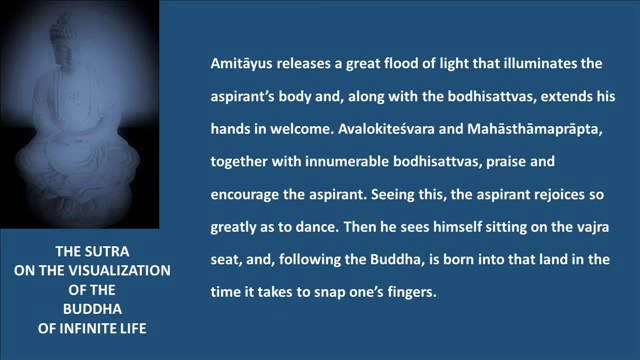 Amitāyus releases a great flood of light that illuminates the
aspirant’s body and, along with the bodhisattvas, extends his
hands in welcome. Avalokiteśvara and Mahāsthāmaprāpta,
together with innumerable bodhisattvas, praise and
encourage the aspirant. Seeing this, the aspirant rejoices so
greatly as to dance. Then he sees himself sitting on the vajra
seat, and, following the Buddha, is born into that land in the
time it takes to snap one’s fingers.
THE SUTRA
ON THE VISUALIZATION
OF THE
BUDDHA
OF INFINITE LIFE